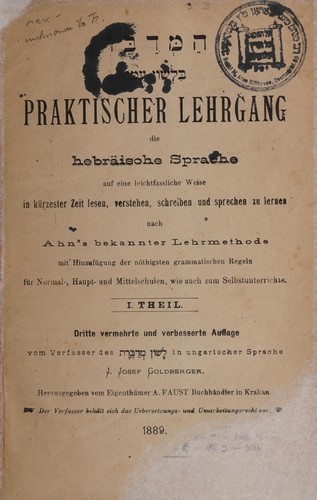 PRAKTISCHER LEHRGANG
die
hebräische Sprache
auf eine leichtfassliche Weise
in kürzester Zeit lesen, verstehen, schreiben und sprechen zu lernen
nach
Ahn's bekannter Lehrmethode
mit Hinzufügung der nöthigsten grammatischen Regeln
für Normal-, Haupt- und Mittelschulen, wie auch zum Selbstunterrichte.
I. THEIL.
Dritte vermehrte und verbesserte Auflage
vom Verfasser des לשון מדברת in ungarischer Sprache
J. JOSEF GOLDBERGER.
Herausgegeben vom Eigenthümer A. FAUST Buchhändler in Krakau.
Der Verfasser behält sich das Uebersetzungs- und Umarbeitungsrecht vor.
1889.